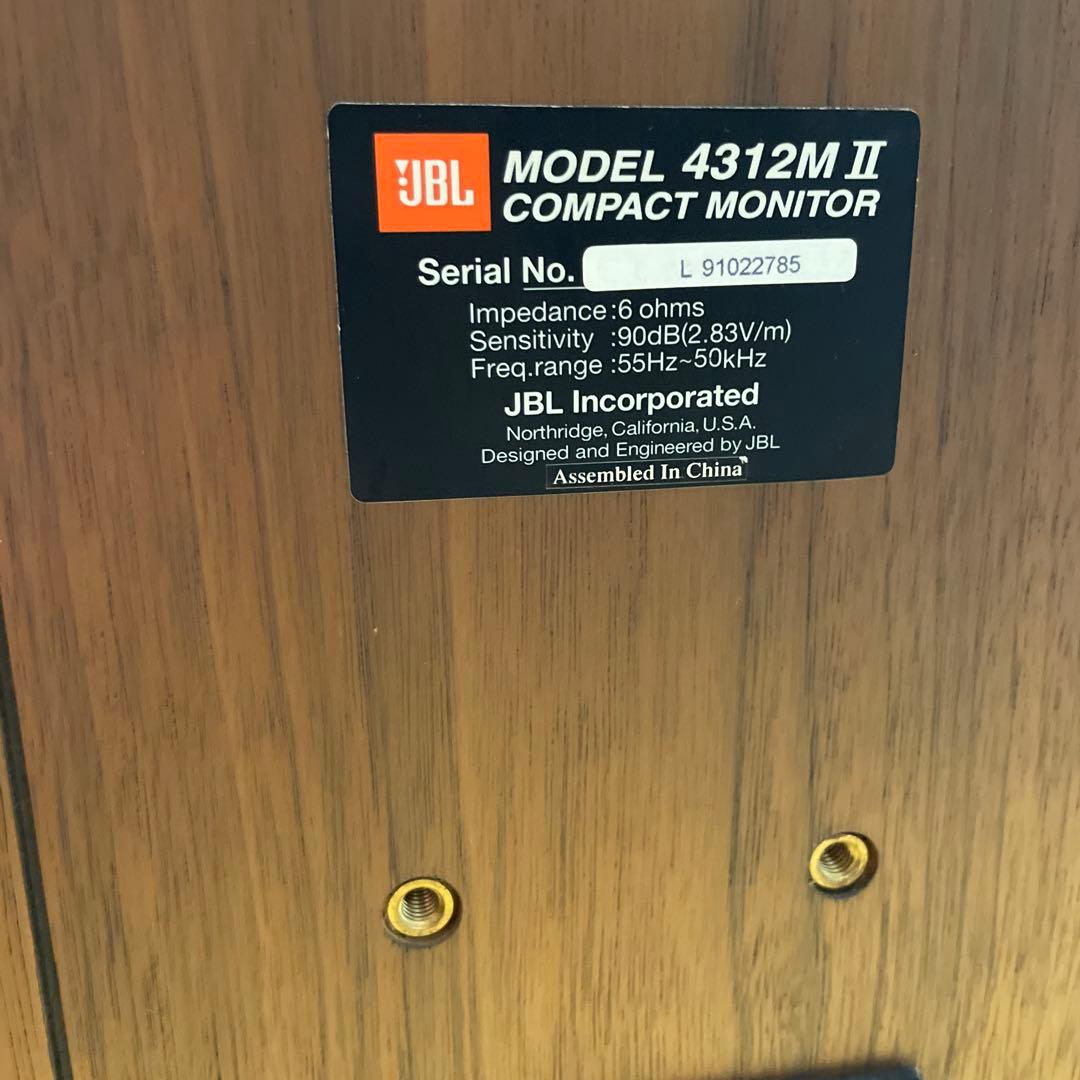 JBL
MODEL 4312M II
COMPACT MONITOR
Serial No. L 91022785
Impedance:6 ohms
Sensitivity :90dB(2.83V/m)
Freq.range :55Hz~50kHz
JBL Incorporated
Northridge, California, U.S.A.
Designed and Engineered by JBL
Assembled In China